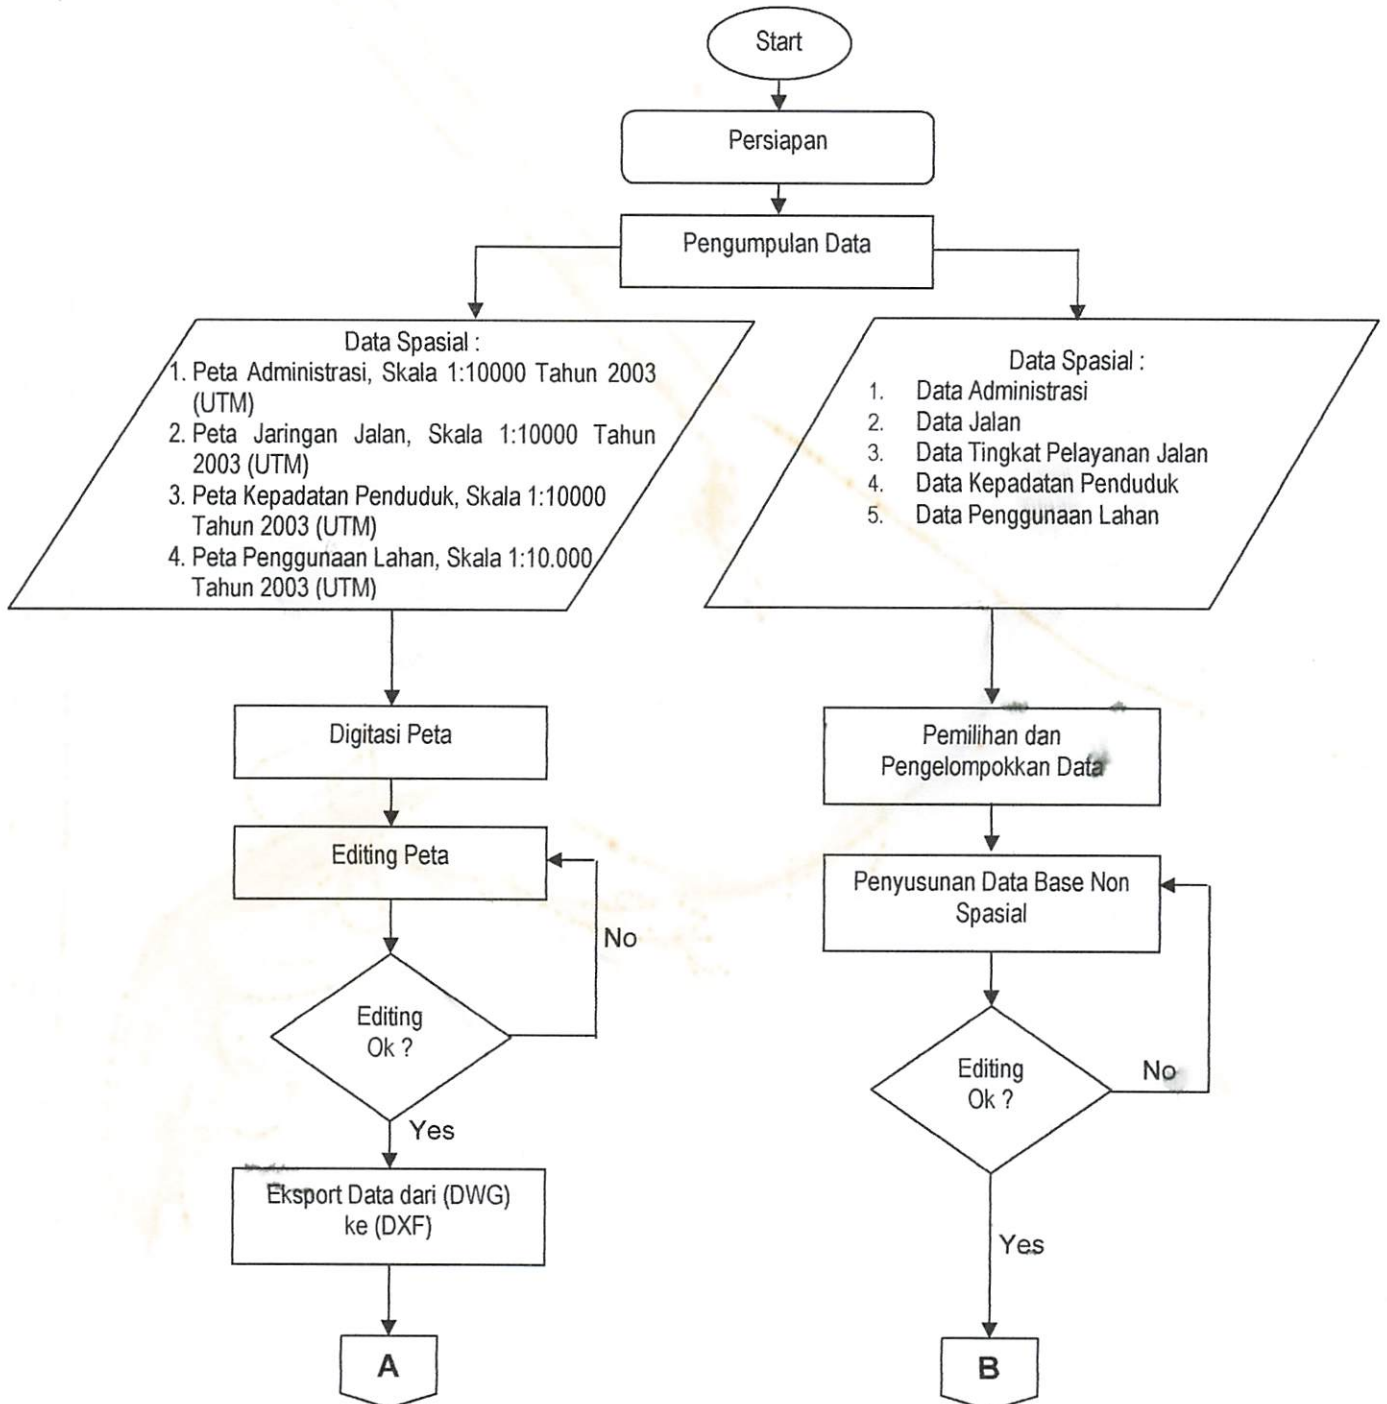 Start
Persiapan
Pengumpulan Data
Data Spasial :
1. Peta Administrasi, Skala 1:10000 Tahun 2003
(UTM)
2. Peta Jaringan Jalan, Skala 1:10000 Tahun
2003 (UTM)
3. Peta Kepadatan Penduduk, Skala 1:10000
Tahun 2003 (UTM)
4. Peta Penggunaan Lahan, Skala 1:10.000
Tahun 2003 (UTM)
Data Spasial :
1. Data Administrasi
2. Data Jalan
3. Data Tingkat Pelayanan Jalan
4. Data Kepadatan Penduduk
5. Data Penggunaan Lahan
Digitasi Peta
Editing Peta
No
Editing
Ok ?
Yes
Eksport Data dari (DWG)
ke (DXF)
A
Pemilihan dan
Pengelompokkan Data
Penyusunan Data Base Non
Spasial
Editing
Ok ?
No
Yes
B